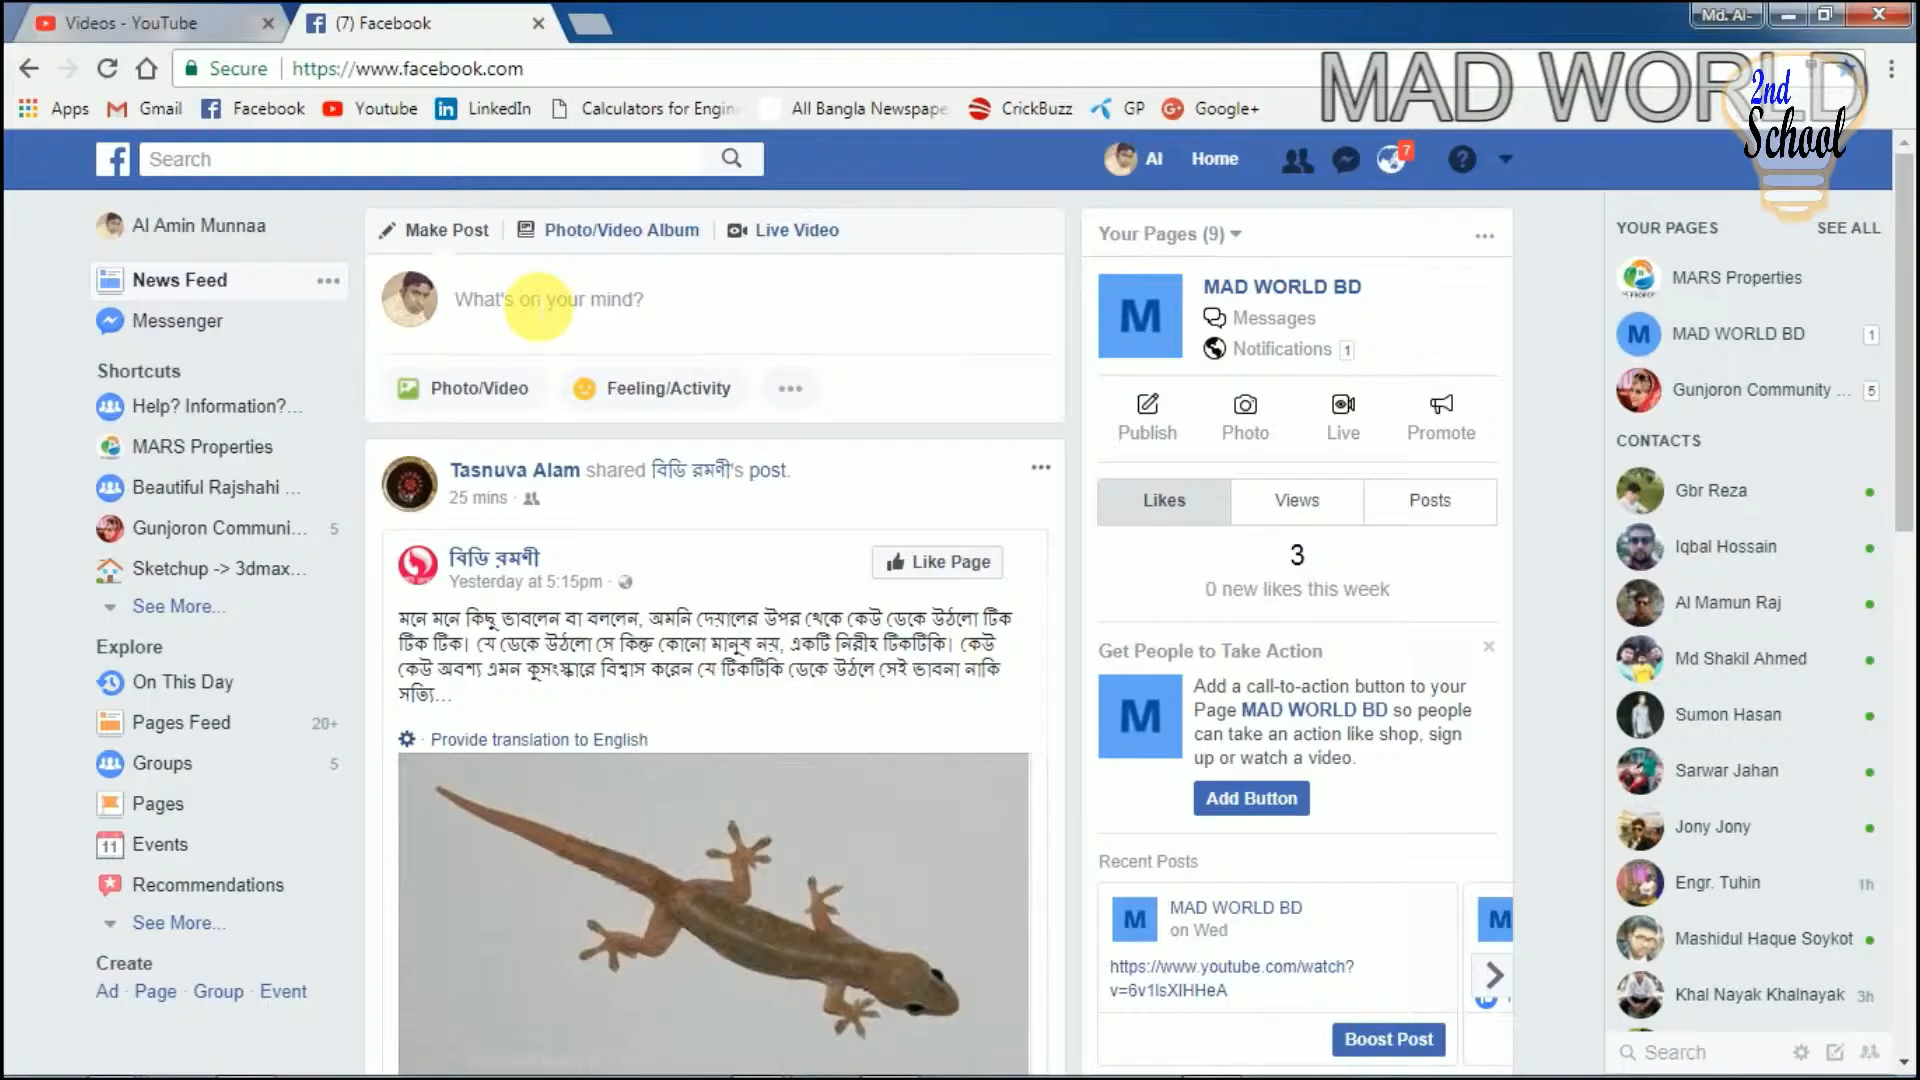 Videos - YouTube
(7) Facebook
Md. Al-
Secure
https://www.facebook.com
MAD WORLD
2nd
School
Apps
Gmail
Facebook
Youtube
LinkedIn
Calculators for Engin
All Bangla Newspape
CrickBuzz
GP
Google+
Search
Al
Home
7
Al Amin Munnaa
News Feed
Messenger
Shortcuts
Help? Information?...
MARS Properties
Beautiful Rajshahi ...
Gunjoron Communi... 5
Sketchup -> 3dmax...
See More...
Explore
On This Day
Pages Feed 20+
Groups 5
Pages
11 Events
Recommendations
See More...
Create
Ad · Page · Group · Event
Make Post
Photo/Video Album
Live Video
What's on your mind?
Photo/Video
Feeling/Activity
Tasnuva Alam shared বিডি রমণী's post.
25 mins ·
বিডি রমণী
Yesterday at 5:15pm ·
Like Page
মনে মনে কিছু ভাবলেন বা বললেন, অমনি দেয়ালের উপর থেকে কেউ ডেকে উঠলো টিক
টিক টিক। যে ডেকে উঠলো সে কিন্তু কোনো মানুষ নয়, একটি নিরীহ টিকটিকি। কেউ
কেউ অবশ্য এমন কুসংস্কারে বিশ্বাস করেন যে টিকটিকি ডেকে উঠলে সেই ভাবনা নাকি
সত্যি...
· Provide translation to English
Your Pages (9)
M
MAD WORLD BD
Messages
Notifications 1
Publish
Photo
Live
Promote
Likes
Views
Posts
3
0 new likes this week
Get People to Take Action
M
Add a call-to-action button to your
Page MAD WORLD BD so people
can take an action like shop, sign
up or watch a video.
Add Button
Recent Posts
M
MAD WORLD BD
on Wed
https://www.youtube.com/watch?
v=6v1IsXIHHeA
Boost Post
M
YOUR PAGES
SEE ALL
MARS Properties
M
MAD WORLD BD 1
Gunjoron Community ... 5
CONTACTS
Gbr Reza
Iqbal Hossain
Al Mamun Raj
Md Shakil Ahmed
Sumon Hasan
Sarwar Jahan
Jony Jony
Engr. Tuhin 1h
Mashidul Haque Soykot
Khal Nayak Khalnayak 3h
Search